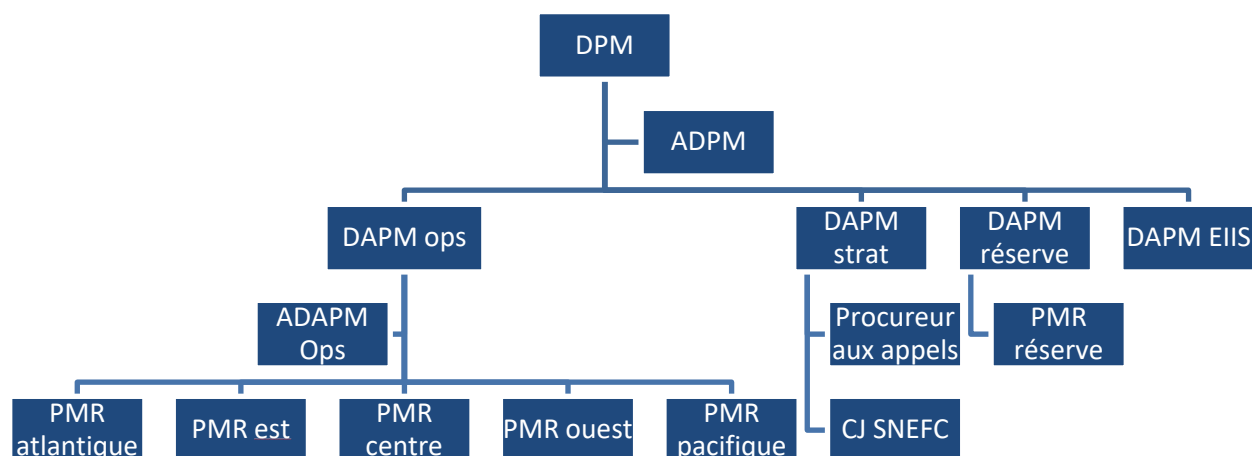 DPM
ADPM
DAPM ops
DAPM
strat
DAPM
réserve
DAPM EIIS
ADAPM
Ops
Procureur
aux appels
PMR
réserve
PMR
atlantique
PMR est
PMR
centre
PMR ouest
PMR
pacifique
CJ SNEFC